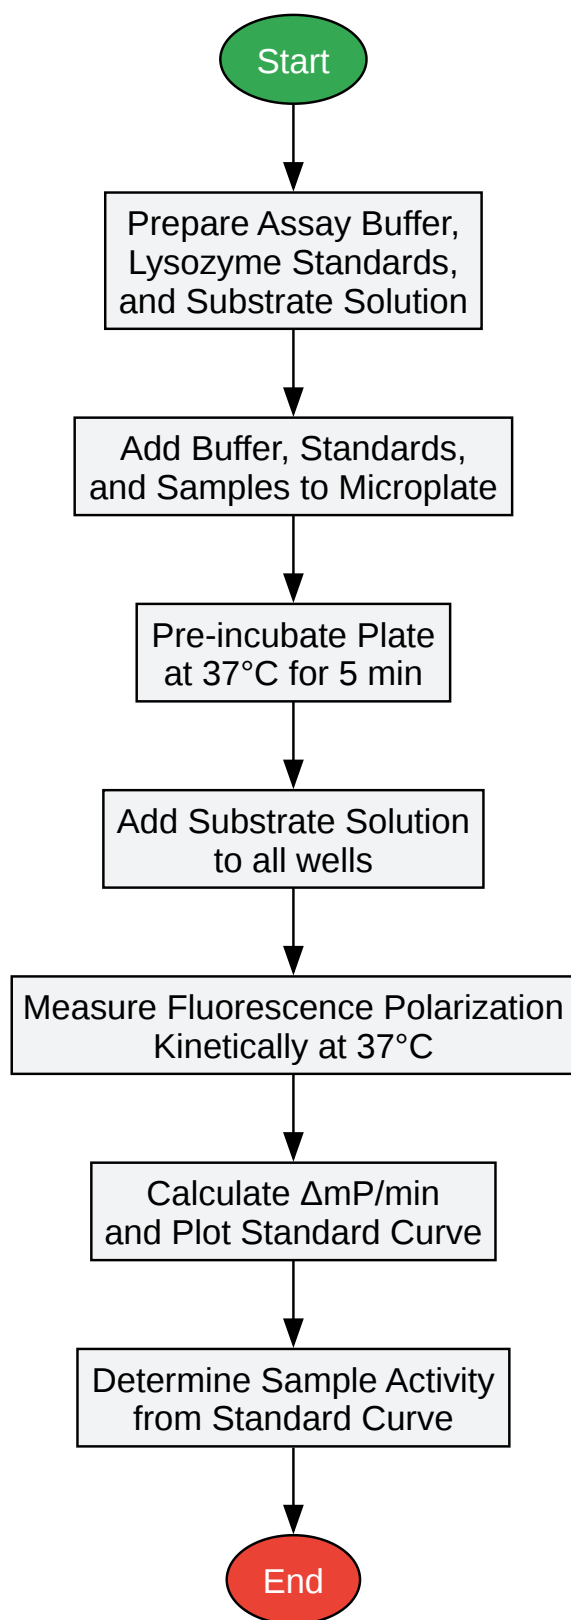 Start
Prepare Assay Buffer,
Lysozyme Standards,
and Substrate Solution
Add Buffer, Standards,
and Samples to Microplate
Pre-incubate Plate
at 37°C for 5 min
Add Substrate Solution
to all wells
Measure Fluorescence Polarization
Kinetically at 37°C
Calculate ΔmP/min
and Plot Standard Curve
Determine Sample Activity
from Standard Curve
End